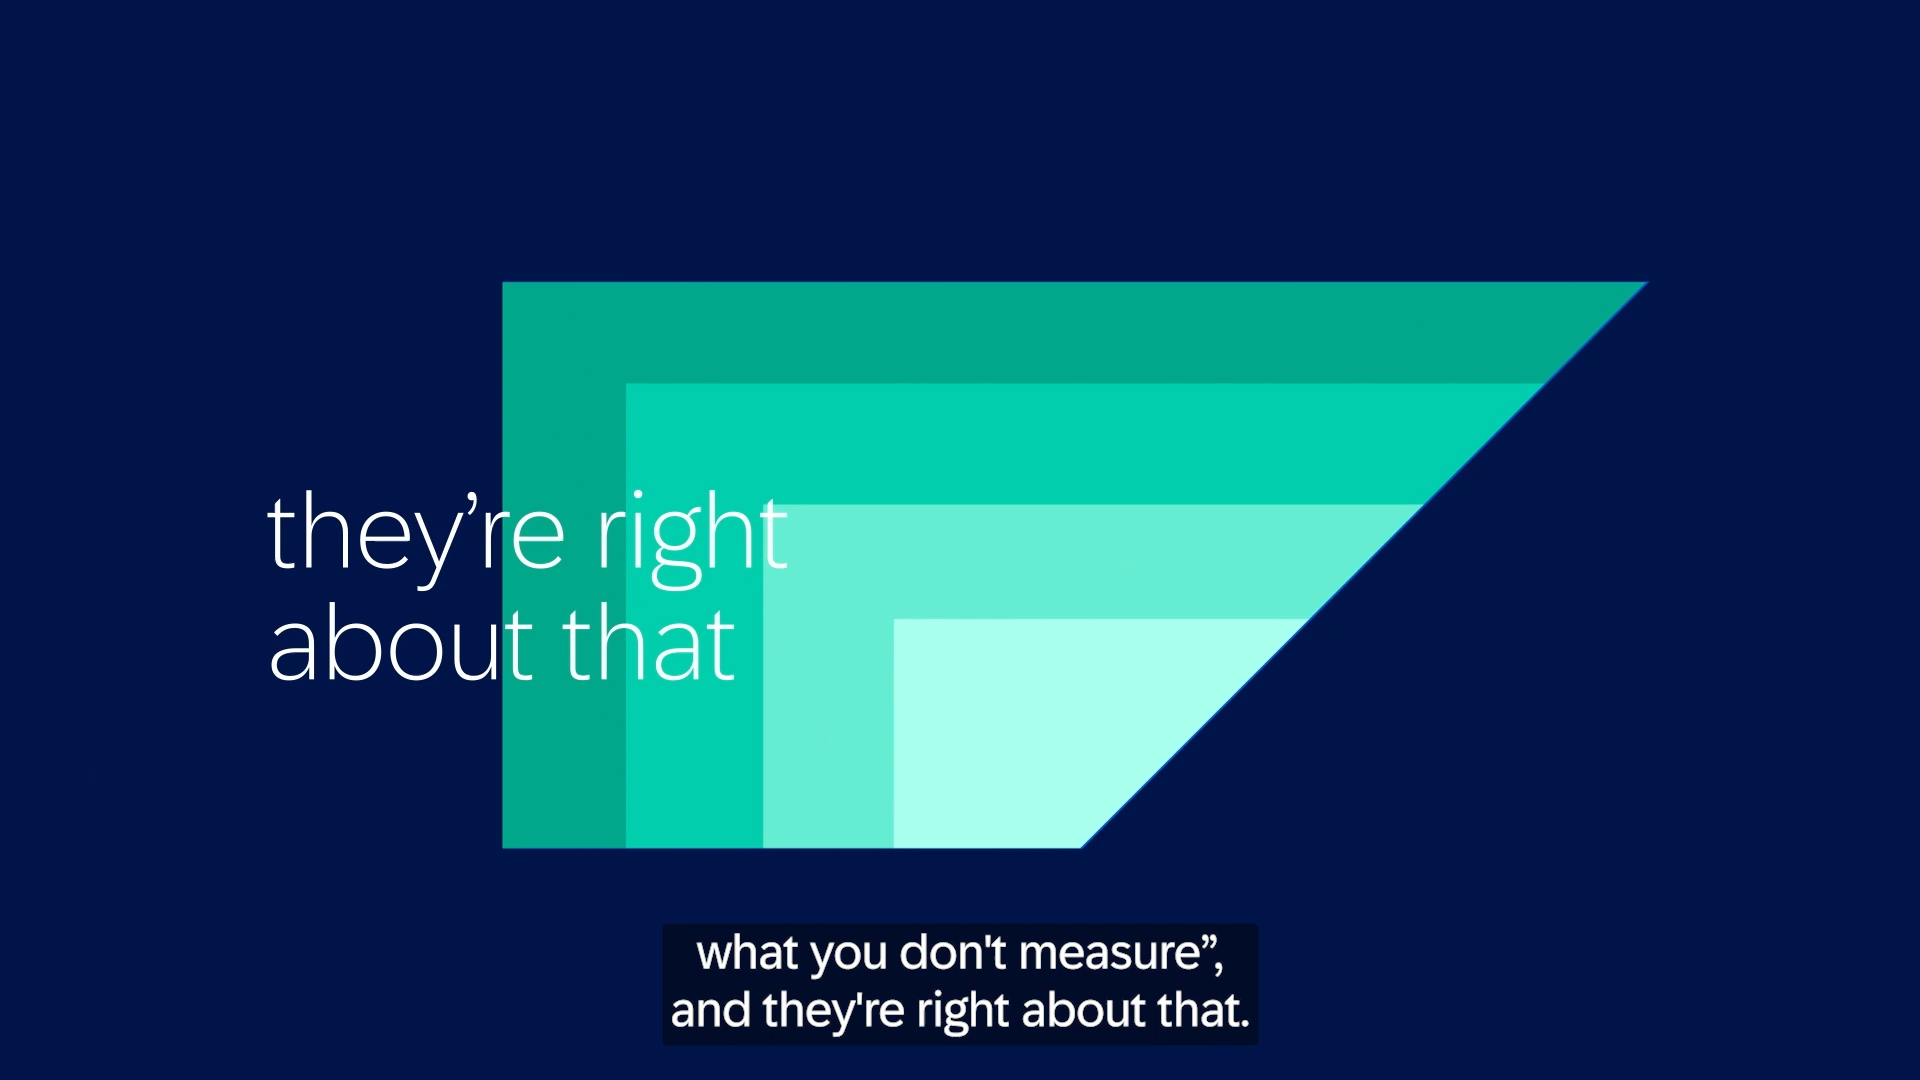 they’re right
about that
what you don't measure”,
and they're right about that.